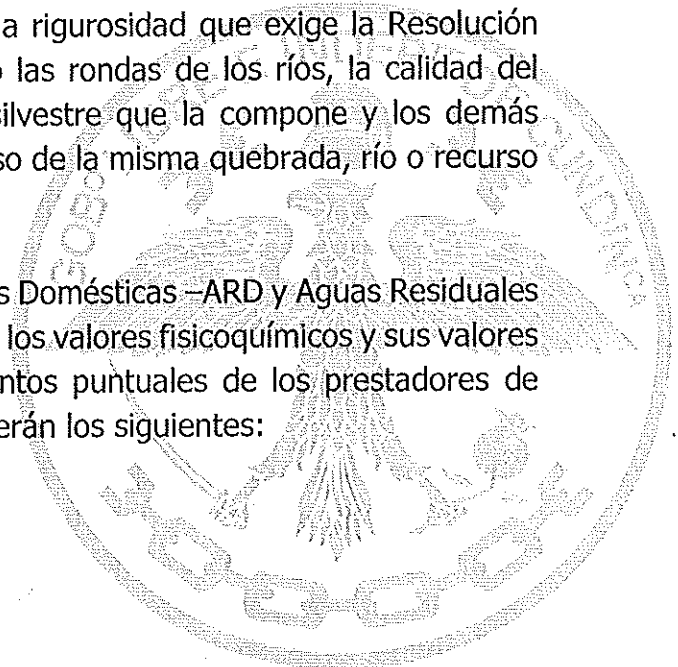 a rigurosidad que exige la Resolución
las rondas de los ríos, la calidad del
silvestre que la compone y los demás
so de la misma quebrada, río o recurso
s Domésticas –ARD y Aguas Residuales
los valores fisicoquímicos y sus valores
ntos puntuales de los prestadores de
erán los siguientes: